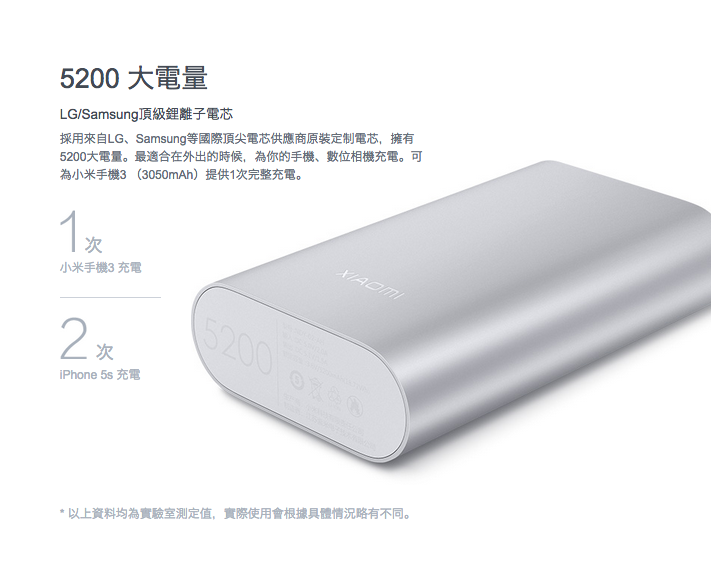 5200 大電量
LG/Samsung頂級鋰離子電芯
採用來自LG、Samsung等國際頂尖電芯供應商原裝定制電芯，擁有
5200大電量。最適合在外出的時候，為你的手機、數位相機充電。可
為小米手機3 （3050mAh）提供1次完整充電。
1次
小米手機3 充電
2 次
iPhone 5s 充電
XIAOMI
5200
* 以上資料均為實驗室測定值，實際使用會根據具體情況略有不同。